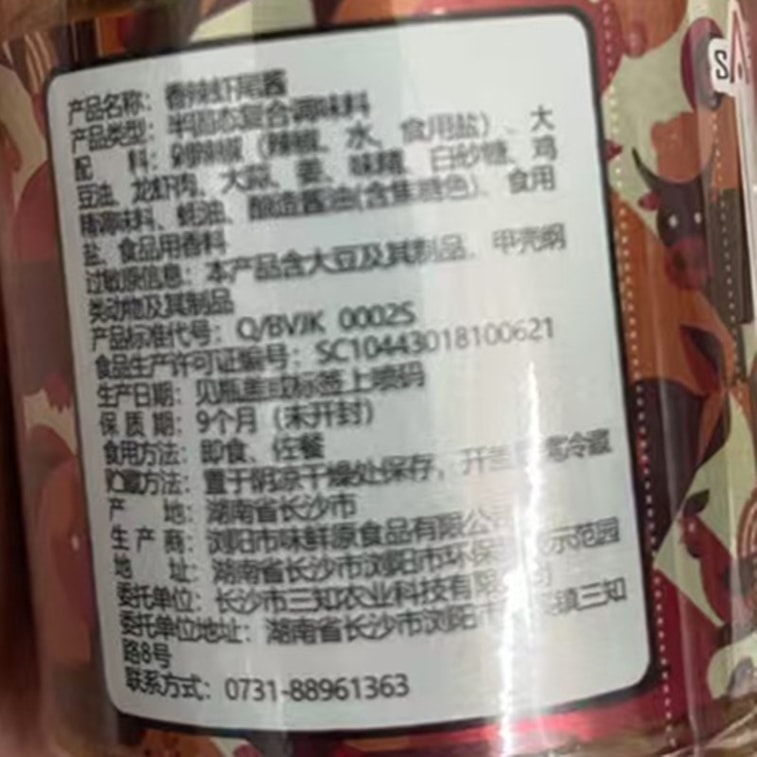 产品名称：香辣虾尾酱
产品类型：半固态复合调味料
配 料：剁辣椒（辣椒、水、食用盐）、大
豆油、龙虾肉、大蒜、姜、味精、白砂糖、鸡
精调味料、蚝油、酿造酱油(含焦糖色)、食用
盐、食品用香料
过敏原信息：本产品含大豆及其制品、甲壳纲
类动物及其制品
产品标准代号：Q/BVJK 0002S
食品生产许可证编号：SC10443018100621
生产日期：见瓶盖或标签上喷码
保 质 期：9个月（未开封）
食用方法：即食、佐餐
贮藏方法：置于阴凉干燥处保存，开盖 需冷藏
产 地：湖南省长沙市
生 产 商：浏阳市味鲜原食品有限公司
地 址：湖南省长沙市浏阳市环保 示范园
委托单位：长沙市三知农业科技有限 司
委托单位地址：湖南省长沙市浏阳市 镇三知
路8号
联系方式：0731-88961363
SA